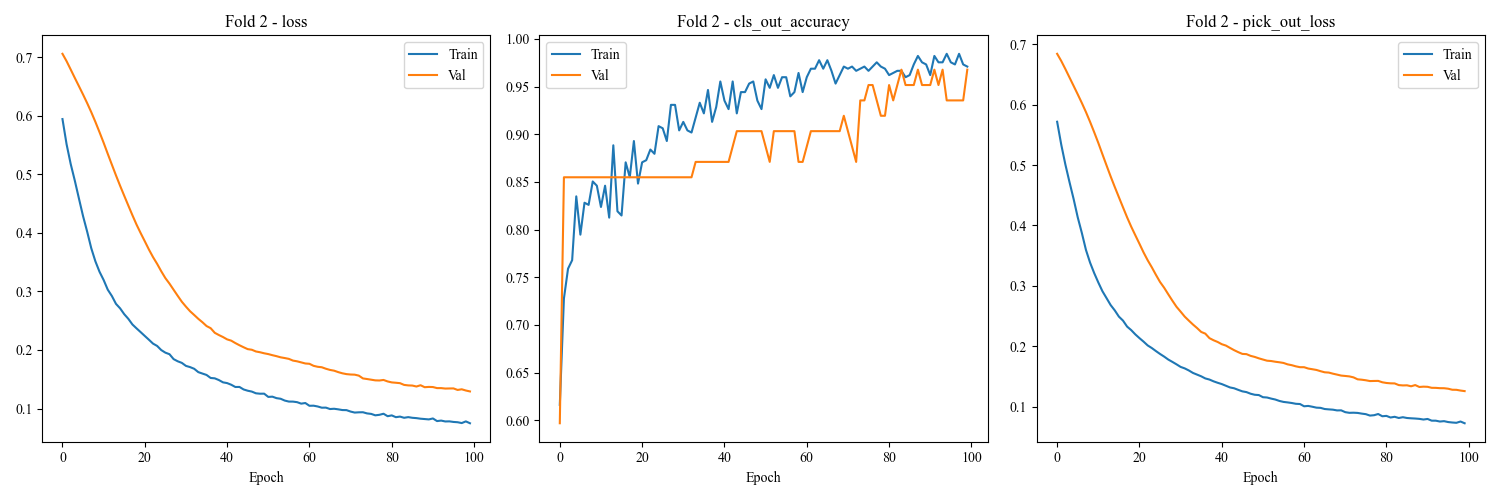 Fold 2 - loss
Train
Val
0.7
0.6
0.5
0.4
0.3
0.2
0.1
0 20 40 60 80 100
Epoch
Fold 2 - cls_out_accuracy
Train
Val
1.00
0.95
0.90
0.85
0.80
0.75
0.70
0.65
0.60
0 20 40 60 80 100
Epoch
Fold 2 - pick_out_loss
Train
Val
0.7
0.6
0.5
0.4
0.3
0.2
0.1
0 20 40 60 80 100
Epoch